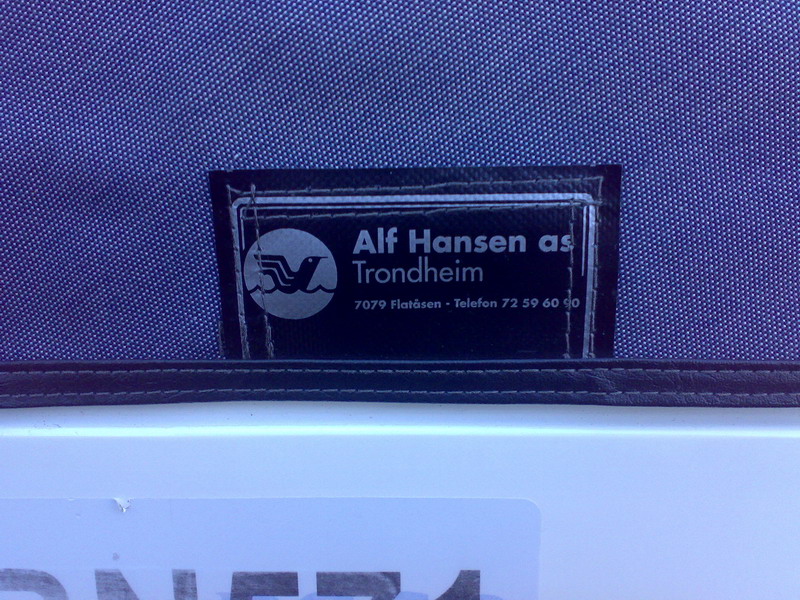 Alf Hansen as
Trondheim
7079 Flatåsen - Telefon 72 59 60 90